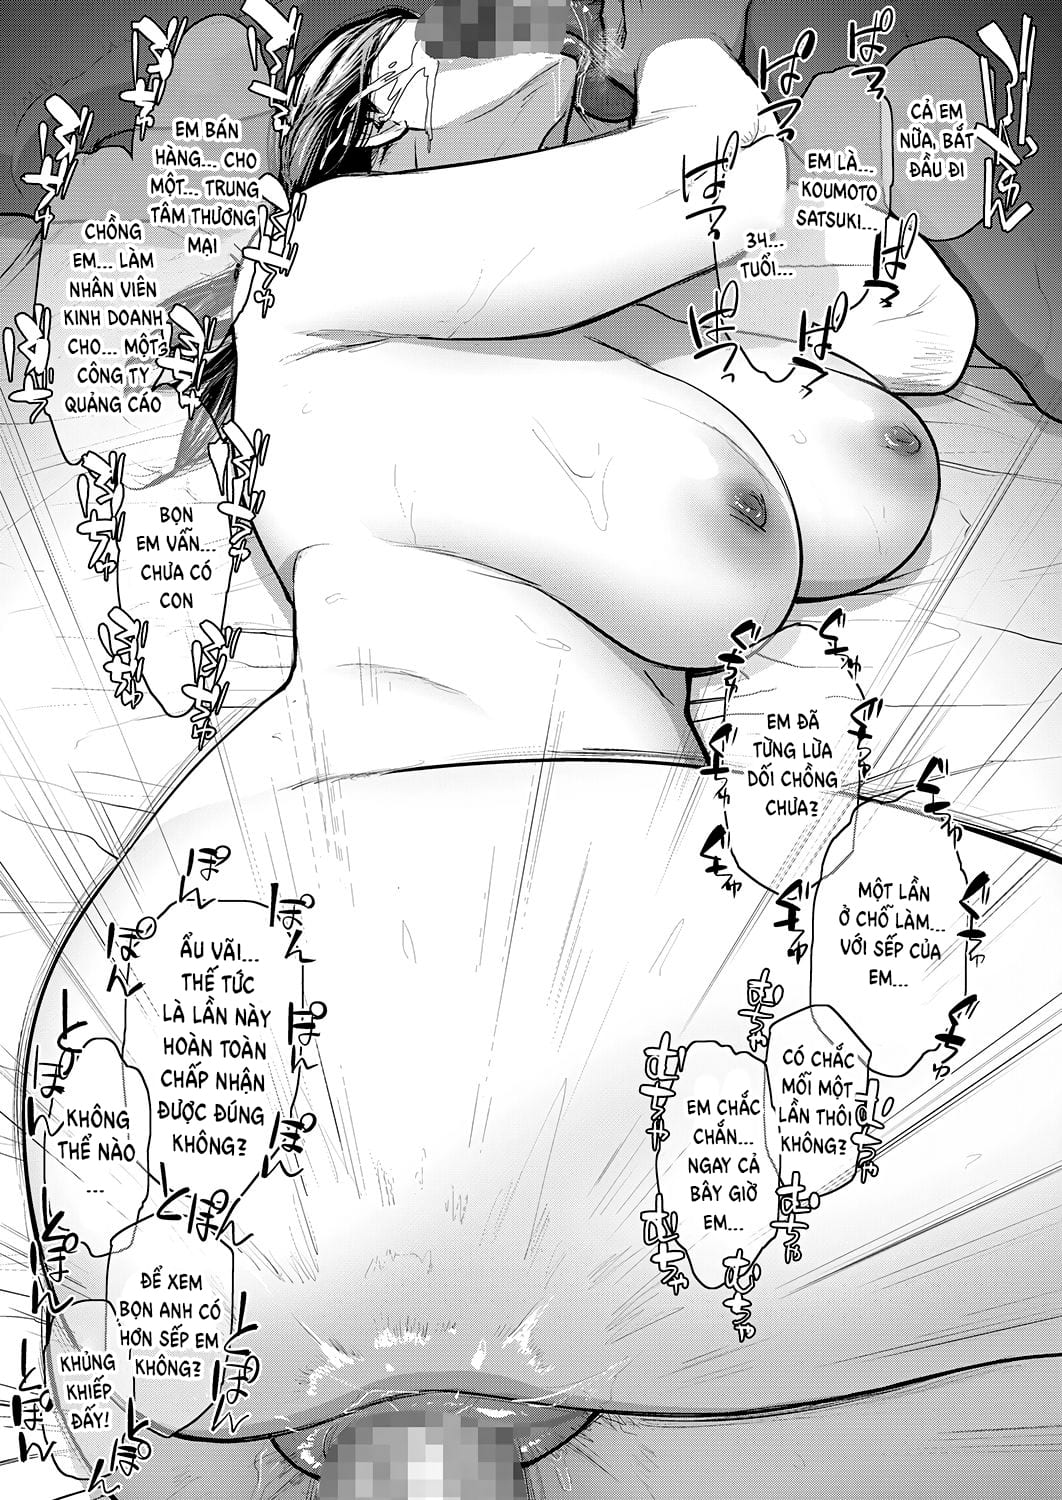 CẢ EM
NỮA, BẮT
ĐẦU ĐI
EM LÀ...
KOUMOTO
SATSUKI...
34...
TUỔI...
EM BÁN
HÀNG... CHO
MỘT... TRUNG
TÂM THƯƠNG
MẠI
CHỒNG
EM... LÀM
NHÂN VIÊN
KINH DOANH
CHO... MỘT
CÔNG TY
QUẢNG CÁO
BỌN
EM VẪN...
CHƯA CÓ
CON
EM ĐÃ
TỪNG LỪA
DỐI CHỒNG
CHƯA?
MỘT LẦN
Ở CHỖ LÀM...
VỚI SẾP CỦA
EM...
CÓ CHẮC
MỖI MỘT
LẦN THÔI
KHÔNG?
EM CHẮC
CHẮN...
NGAY CẢ
BÂY GIỜ
EM...
ẨU VÃI...
THẾ TỨC
LÀ LẦN NÀY
HOÀN TOÀN
CHẤP NHẬN
ĐƯỢC ĐÚNG
KHÔNG?
KHÔNG
THỂ NÀO
...
ĐỂ XEM
BỌN ANH CÓ
HƠN SẾP EM
KHÔNG?
KHỦNG
KHIẾP
ĐẤY!